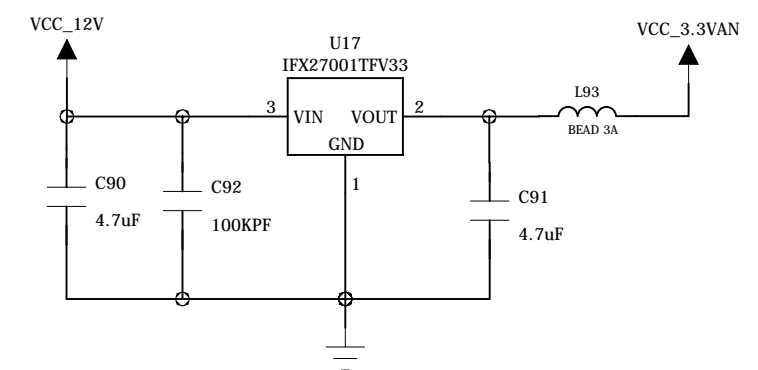 VCC_12V
VCC_3.3VAN
U17
IFX27001TFV33
L93
3
VIN
VOUT
2
BEAD 3A
GND
1
C90
4.7uF
C92
100KPF
C91
4.7uF